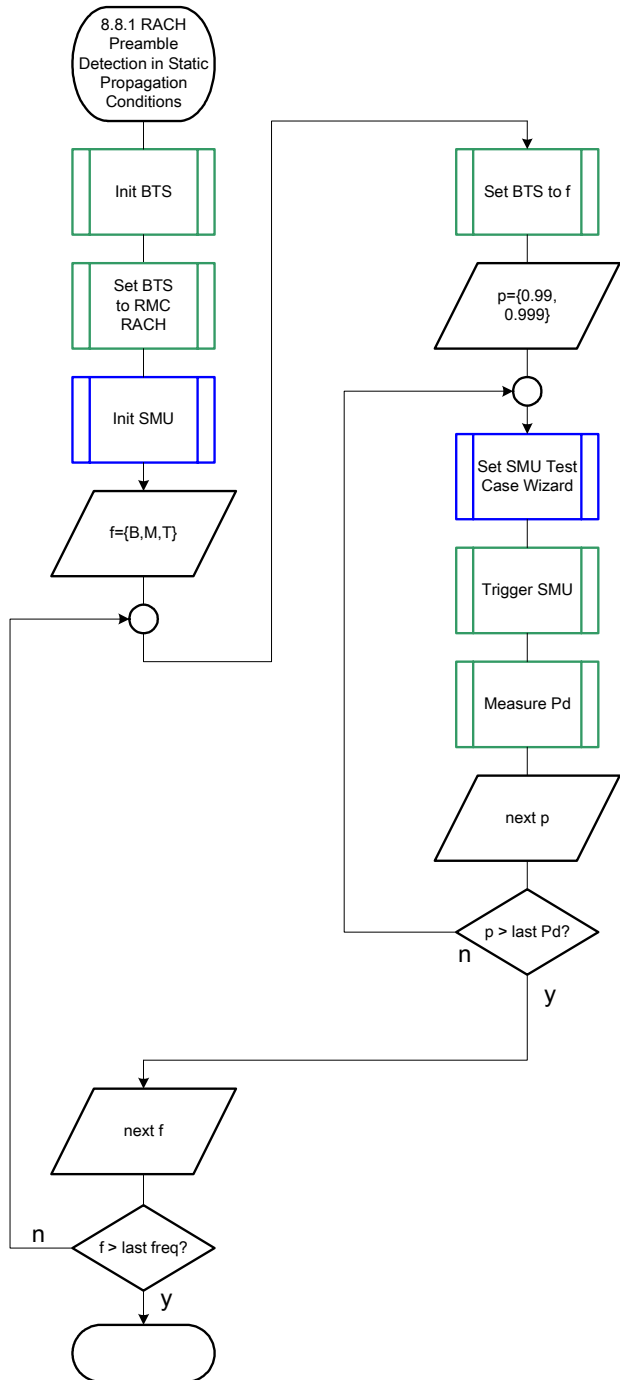 8.8.1 RACH
Preamble
Detection in Static
Propagation
Conditions
Init BTS
Set BTS
to RMC
RACH
Init SMU
f={B,M,T}
Set BTS to f
p={0.99,
0.999}
Set SMU Test
Case Wizard
Trigger SMU
Measure Pd
next p
p > last Pd?
n
y
next f
f > last freq?
n
y